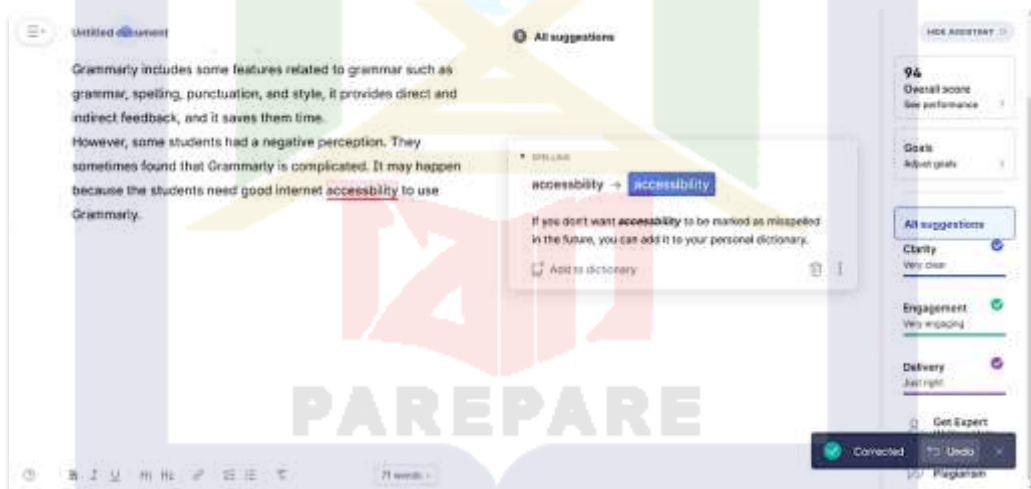 Untitled document
Grammarly includes some features related to grammar such as
grammar, spelling, punctuation, and style, it provides direct and
indirect feedback, and it saves them time.
However, some students had a negative perception. They
sometimes found that Grammarly is complicated. It may happen
because the students need good internet accessbility to use
Grammarly.
B I U H1 H2
71 words
All suggestions
SPELLING
accessbility → accessibility
If you don't want accessbility to be marked as misspelled
in the future, you can add it to your personal dictionary.
Add to dictionary
HIDE ASSISTANT
94
Overall score
See performance
Goals
Adjust goals
All suggestions
Clarity
Very clear
Engagement
Very engaging
Delivery
Just right
Get Expert
Corrected Undo
Plagiarism
PAREPARE